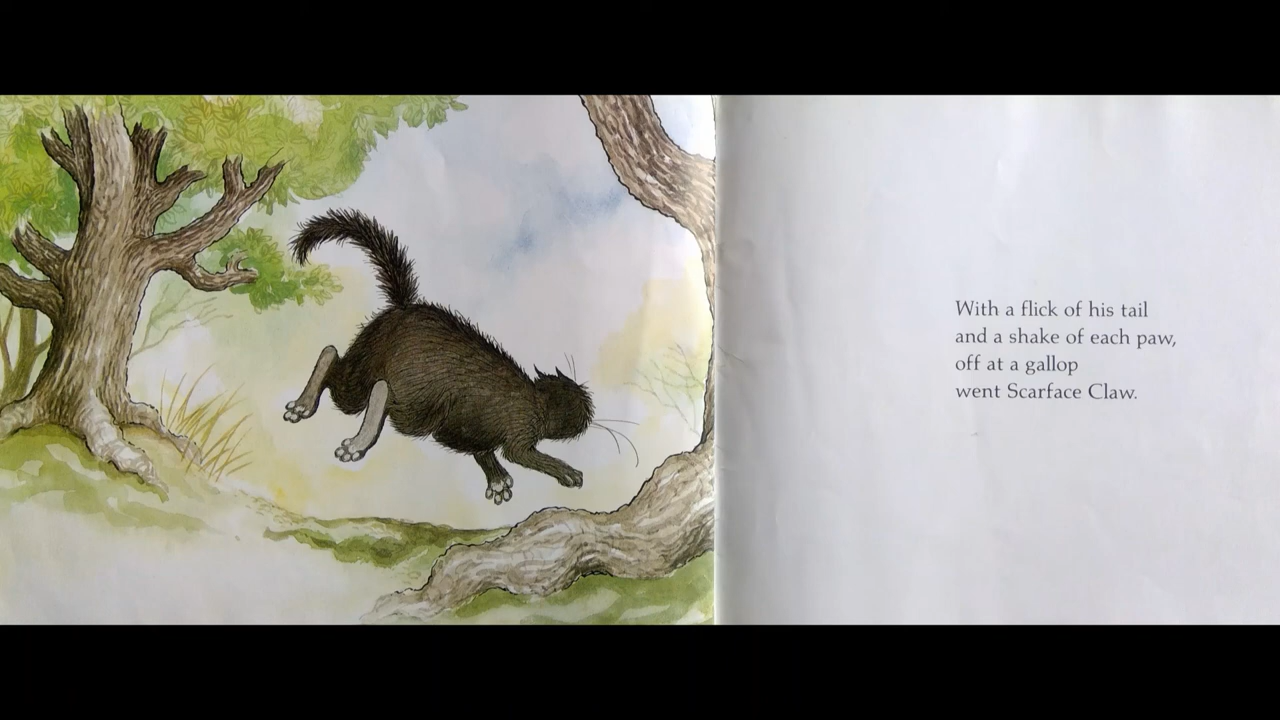 With a flick of his tail
and a shake of each paw,
off at a gallop
went Scarface Claw.